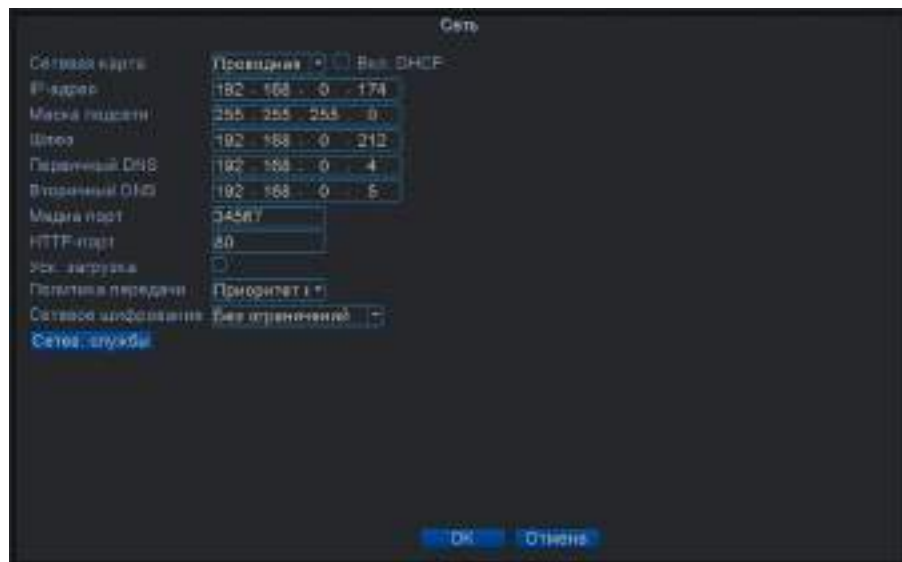 Сеть
Сетевая карта Проводная Вкл. DHCP
IP-адрес 192 . 168 . 0 . 174
Маска подсети 255 . 255 . 255 . 0
Шлюз 192 . 168 . 0 . 212
Первичный DNS 192 . 168 . 0 . 4
Вторичный DNS 192 . 168 . 0 . 5
Медиа порт 34567
HTTP-порт 80
Уск. загрузка
Политика передачи Приоритет
Сетевое шифрование Без ограничений
Сетев. службы
OK Отмена